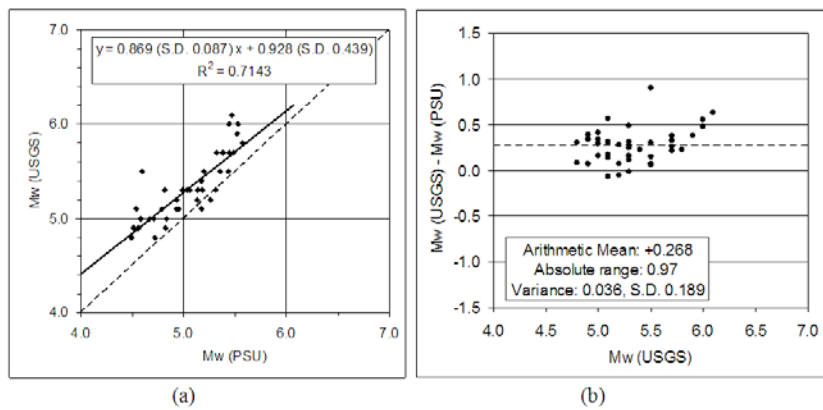 7.0
6.0
5.0
4.0
Mw (USGS)
y = 0.869 (S.D. 0.087) x + 0.928 (S.D. 0.439)
R² = 0.7143
4.0 5.0 6.0 7.0
Mw (PSU)
(a)
1.5
1.0
0.5
0.0
-0.5
-1.0
-1.5
Mw (USGS) - Mw (PSU)
Arithmetic Mean: +0.268
Absolute range: 0.97
Variance: 0.036, S.D. 0.189
4.0 4.5 5.0 5.5 6.0 6.5 7.0
Mw (USGS)
(b)